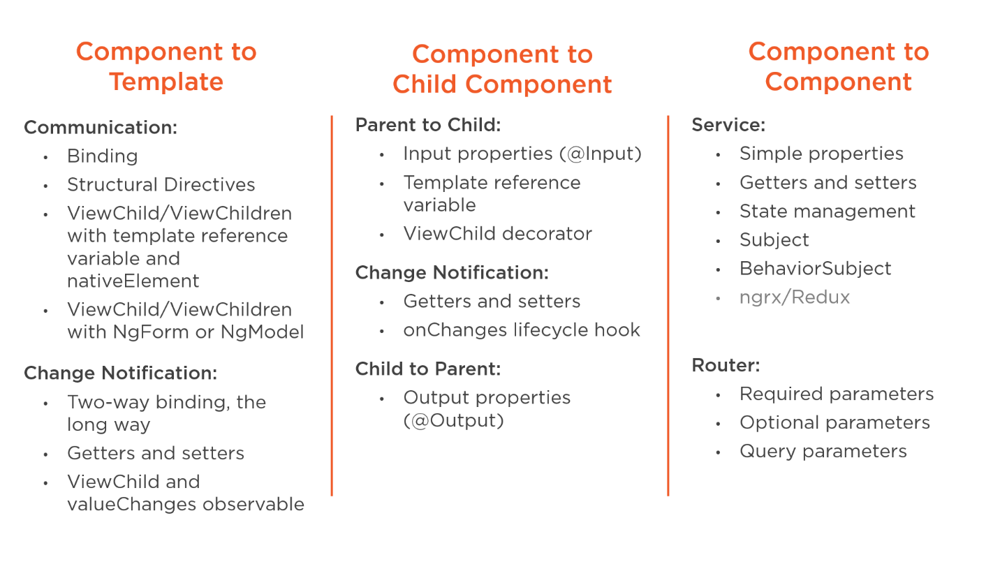 Component to
Template
Communication:
• Binding
• Structural Directives
• ViewChild/ViewChildren
with template reference
variable and
nativeElement
• ViewChild/ViewChildren
with NgForm or NgModel
Change Notification:
• Two-way binding, the
long way
• Getters and setters
• ViewChild and
valueChanges observable
Component to
Child Component
Parent to Child:
• Input properties (@Input)
• Template reference
variable
• ViewChild decorator
Change Notification:
• Getters and setters
• onChanges lifecycle hook
Child to Parent:
• Output properties
(@Output)
Component to
Component
Service:
• Simple properties
• Getters and setters
• State management
• Subject
• BehaviorSubject
• ngrx/Redux
Router:
• Required parameters
• Optional parameters
• Query parameters